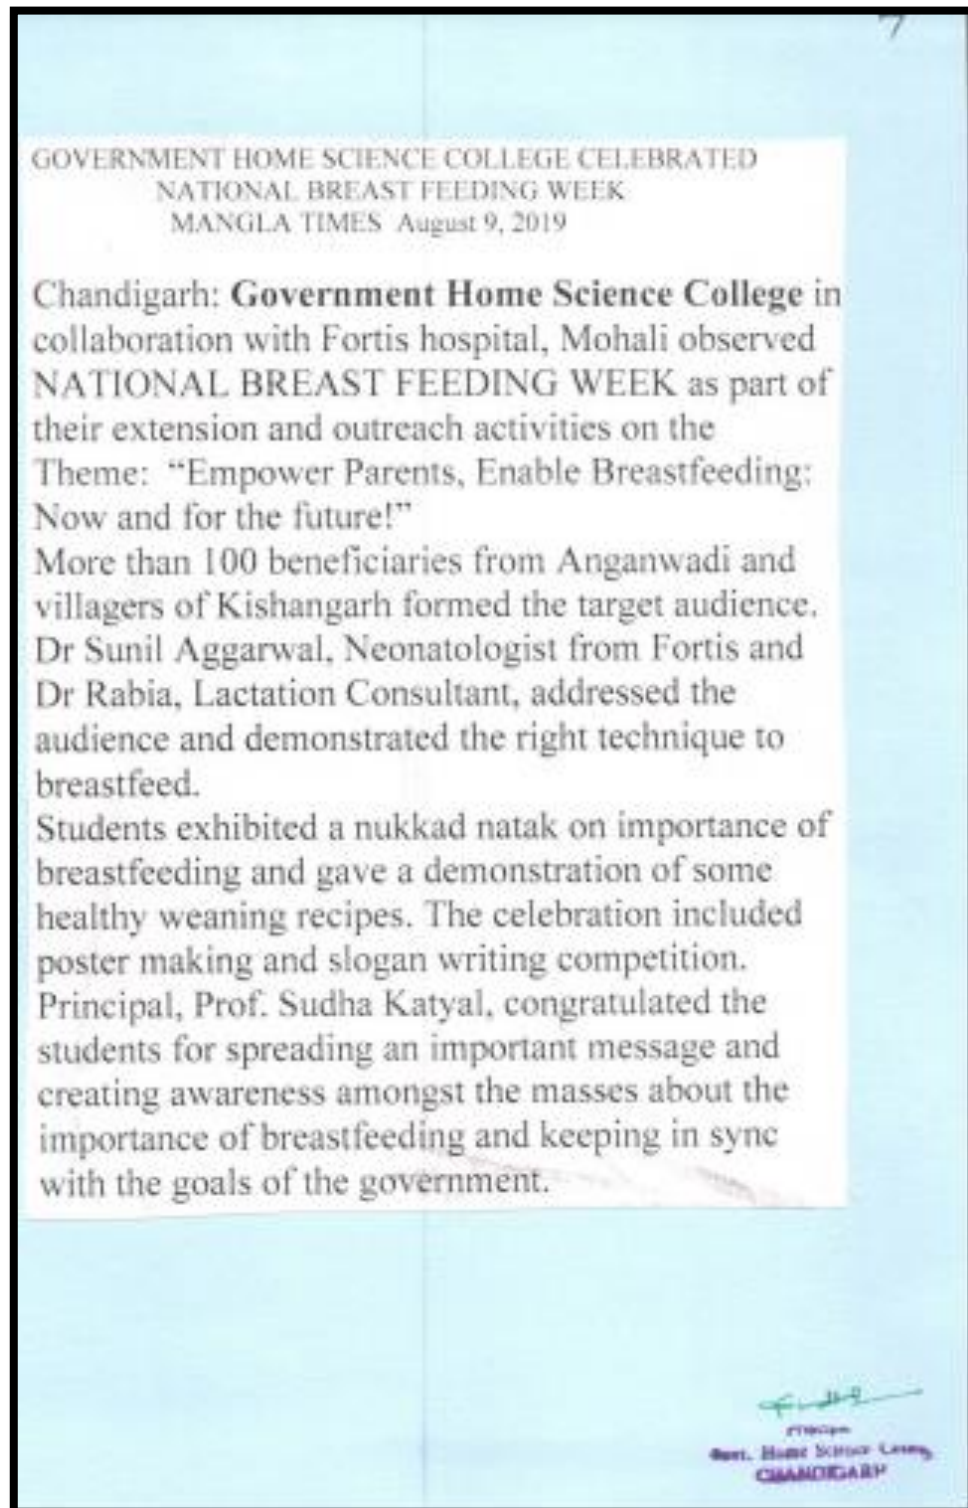 7
GOVERNMENT HOME SCIENCE COLLEGE CELEBRATED
NATIONAL BREAST FEEDING WEEK
MANGLA TIMES August 9, 2019
Chandigarh: Government Home Science College in
collaboration with Fortis hospital, Mohali observed
NATIONAL BREAST FEEDING WEEK as part of
their extension and outreach activities on the
Theme: “Empower Parents, Enable Breastfeeding:
Now and for the future!”
More than 100 beneficiaries from Anganwadi and
villagers of Kishangarh formed the target audience.
Dr Sunil Aggarwal, Neonatologist from Fortis and
Dr Rabia, Lactation Consultant, addressed the
audience and demonstrated the right technique to
breastfeed.
Students exhibited a nukkad natak on importance of
breastfeeding and gave a demonstration of some
healthy weaning recipes. The celebration included
poster making and slogan writing competition.
Principal, Prof. Sudha Katyal, congratulated the
students for spreading an important message and
creating awareness amongst the masses about the
importance of breastfeeding and keeping in sync
with the goals of the government.
Principal
Govt. Home Science
CHANDIGARH